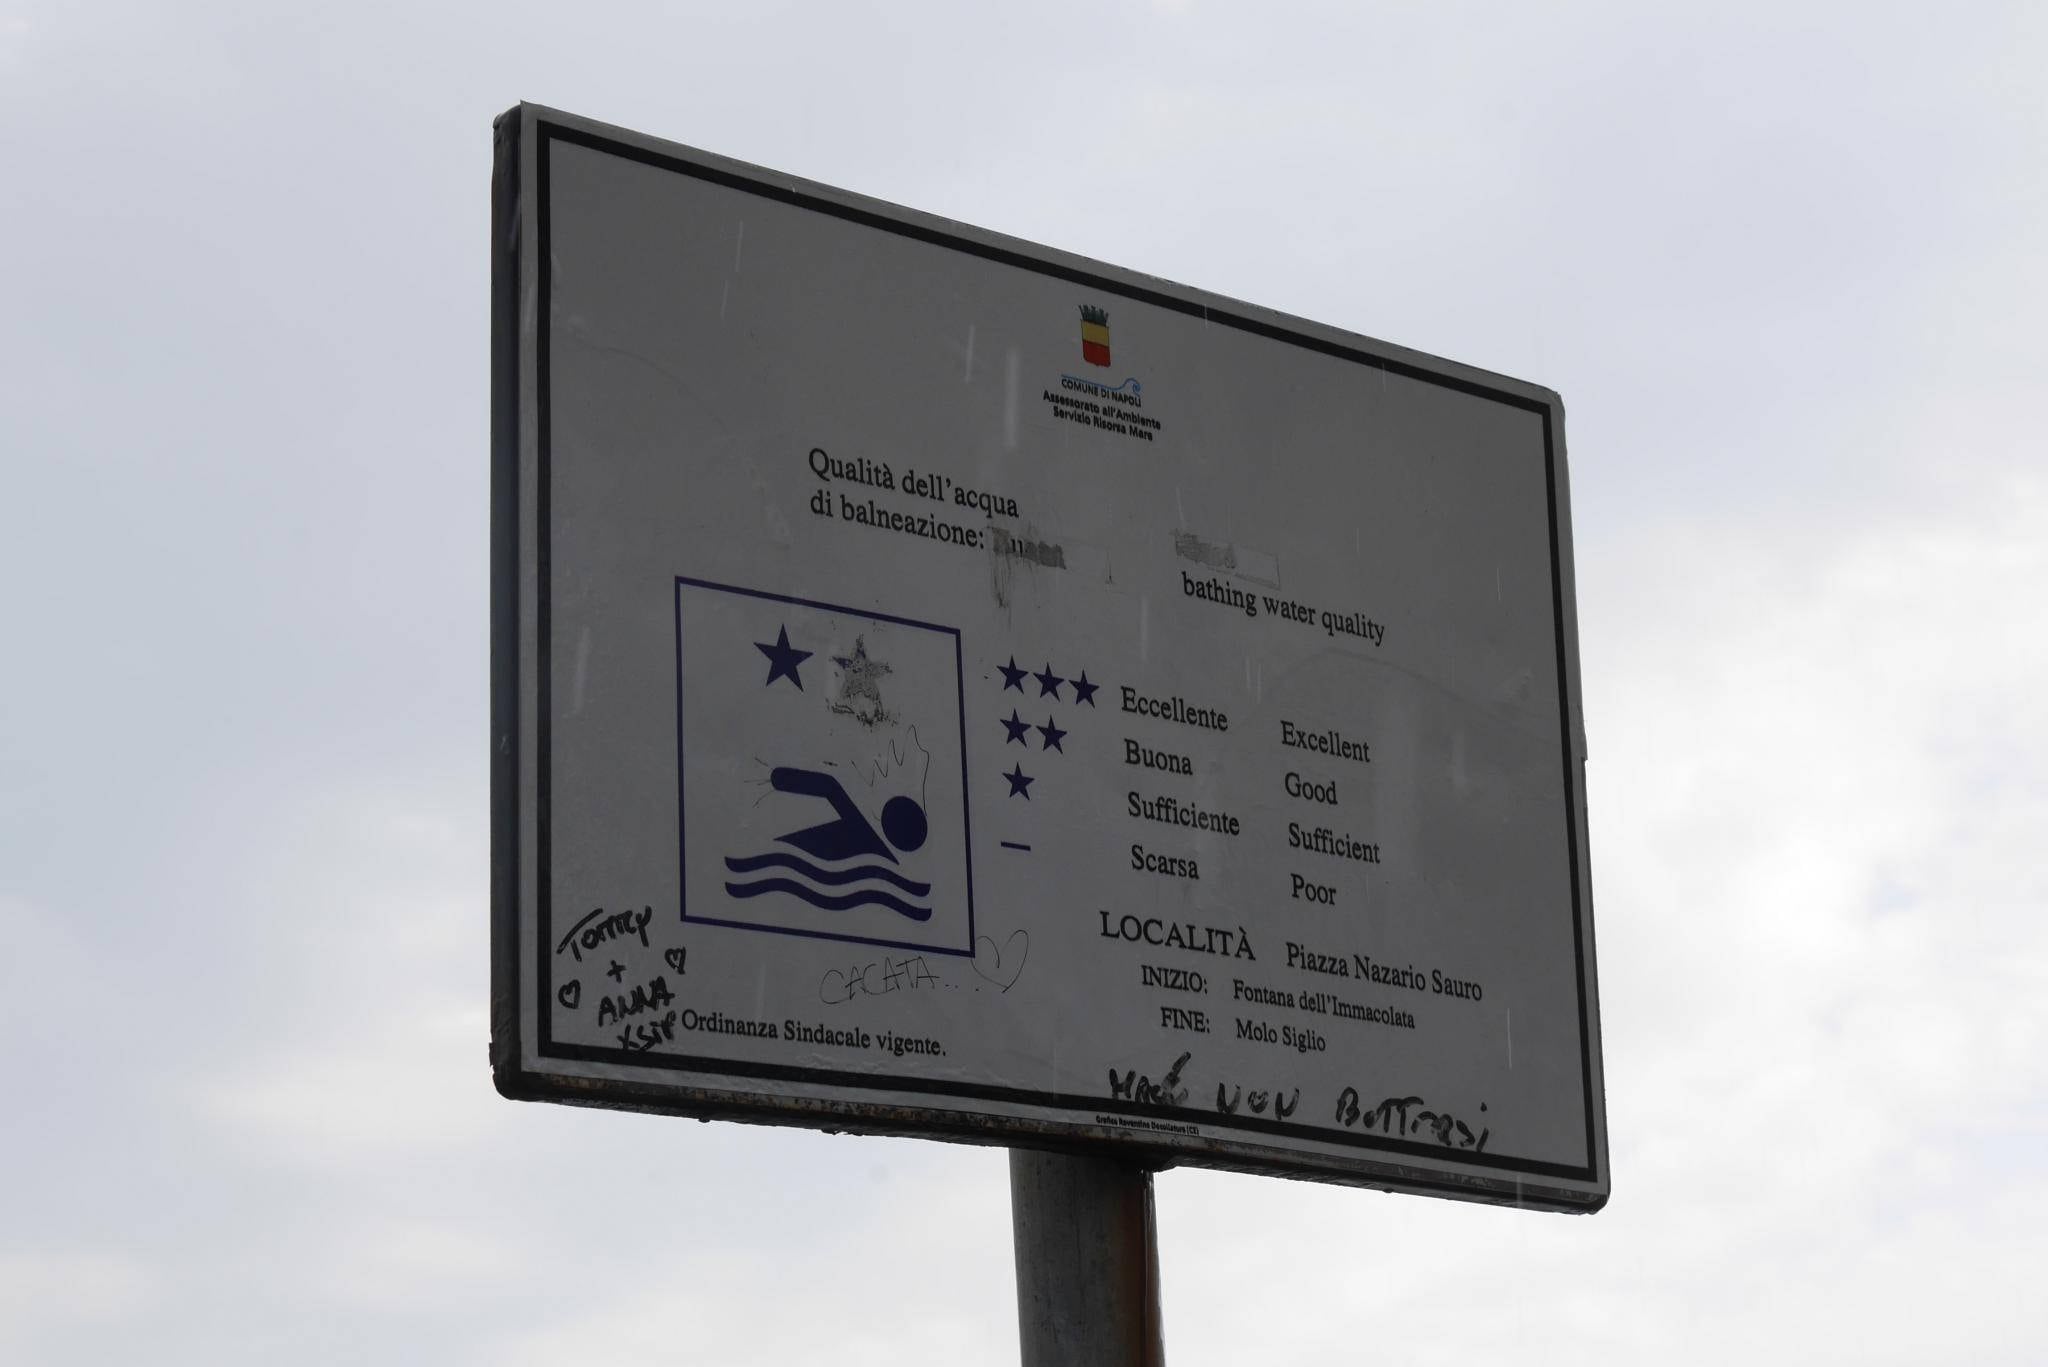 COMUNE DI NAPOLI
Assessorato all'Ambiente
Servizio Risorsa Mare
Qualità dell'acqua
di balneazione:
bathing water quality
Eccellente Excellent
Buona Good
Sufficiente Sufficient
Scarsa Poor
LOCALITÀ Piazza Nazario Sauro
INIZIO: Fontana dell'Immacolata
FINE: Molo Siglio
TOMMY
+
ANNA
XSIP
CACATA...
Ordinanza Sindacale vigente.
NON